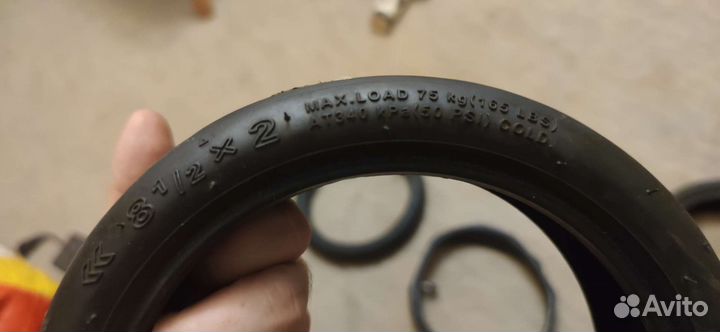 8 1/2 X 2
MAX.LOAD 75 kg(165 LBS)
AT340 KPa(50 PSI) COLD.
Avito